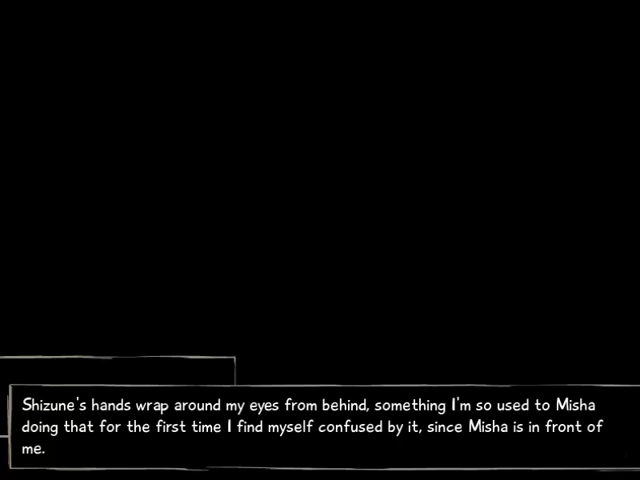 Shizune's hands wrap around my eyes from behind, something I'm so used to Misha
doing that for the first time I find myself confused by it, since Misha is in front of
me.